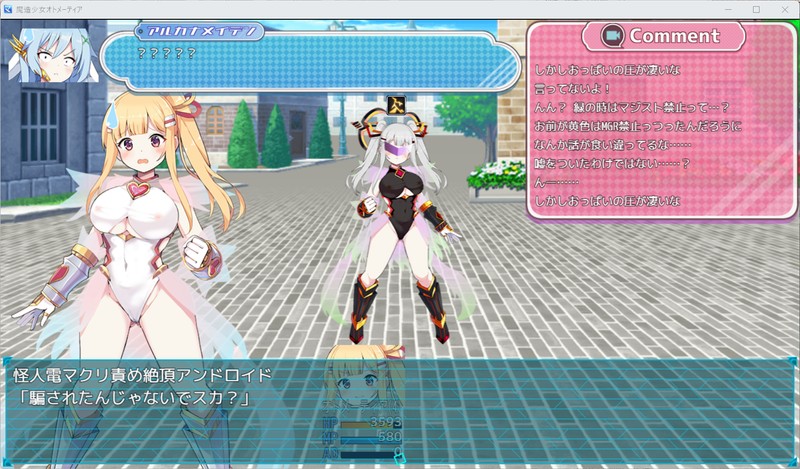 魔造少女オトメーティア
アルカナメイデン
?????
Comment
しかしおっぱいの圧が凄いな
言ってないよ!
んん? 緑の時はマジスト禁止って…?
お前が黄色はMGR禁止っつったんだろうに
なんか話が食い違ってるな……
嘘をついたわけではない……?
んー……
しかしおっぱいの圧が凄いな
怪人電マクリ責め絶頂アンドロイド
「騙されたんじゃないでスカ?」
HP 3593
MP 580
0